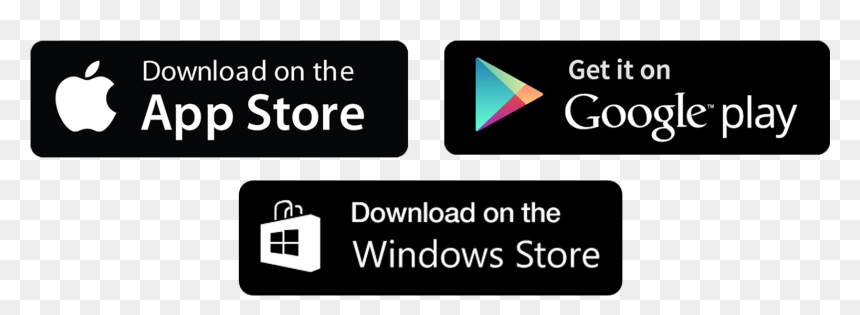 Download on the
App Store
Get it on
Google™ play
Download on the
Windows Store